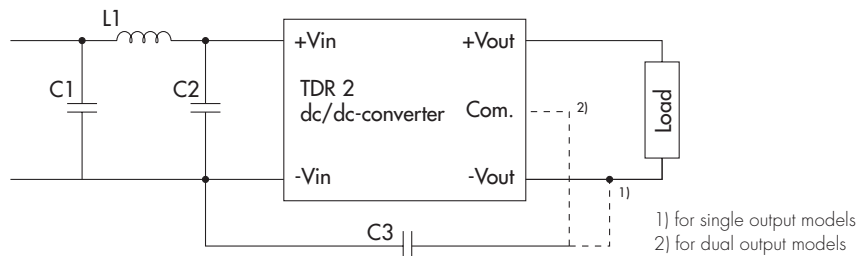 L1
+Vin
+Vout
C1
C2
TDR 2
dc/dc-converter
Com.
2)
Load
-Vin
-Vout
1)
C3
1) for single output models
2) for dual output models